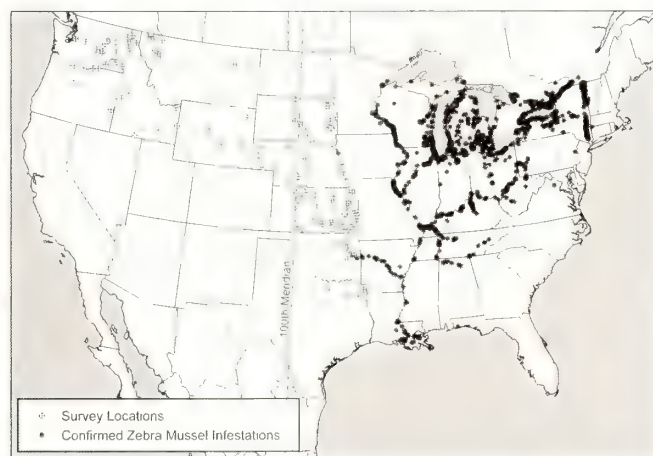 100th Meridian
Survey Locations
Confirmed Zebra Mussel Infestations